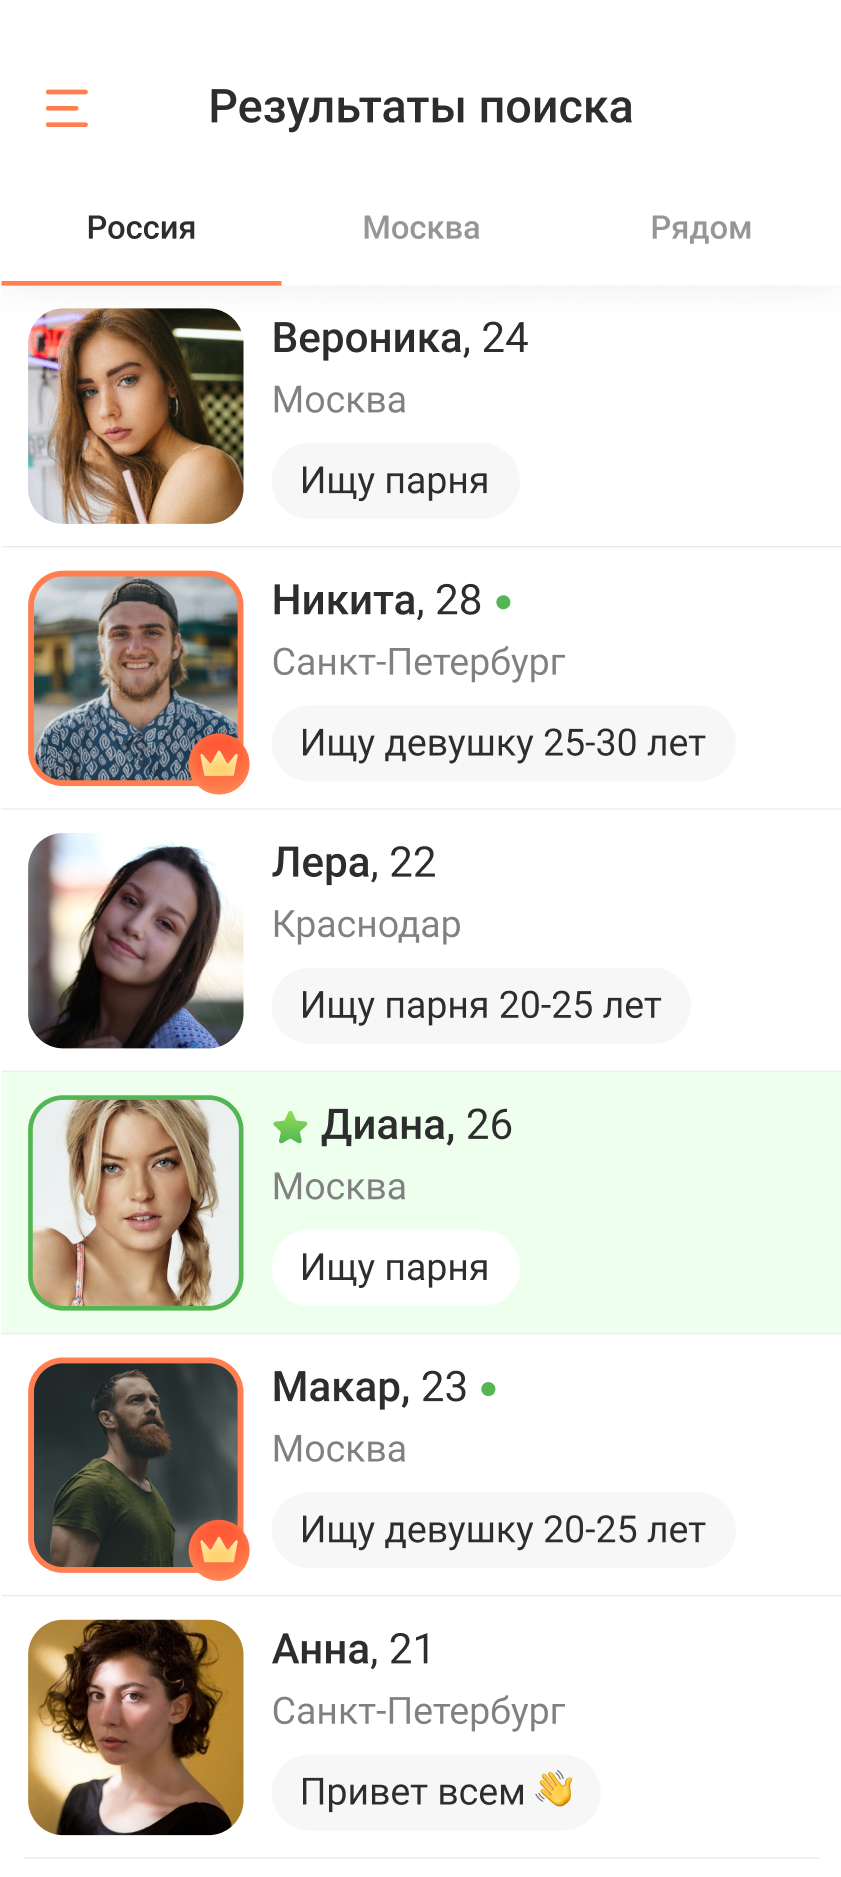 Результаты поиска
Россия Москва Рядом
Вероника, 24
Москва
Ищу парня
Никита, 28
Санкт-Петербург
Ищу девушку 25-30 лет
Лера, 22
Краснодар
Ищу парня 20-25 лет
Диана, 26
Москва
Ищу парня
Макар, 23
Москва
Ищу девушку 20-25 лет
Анна, 21
Санкт-Петербург
Привет всем 👋